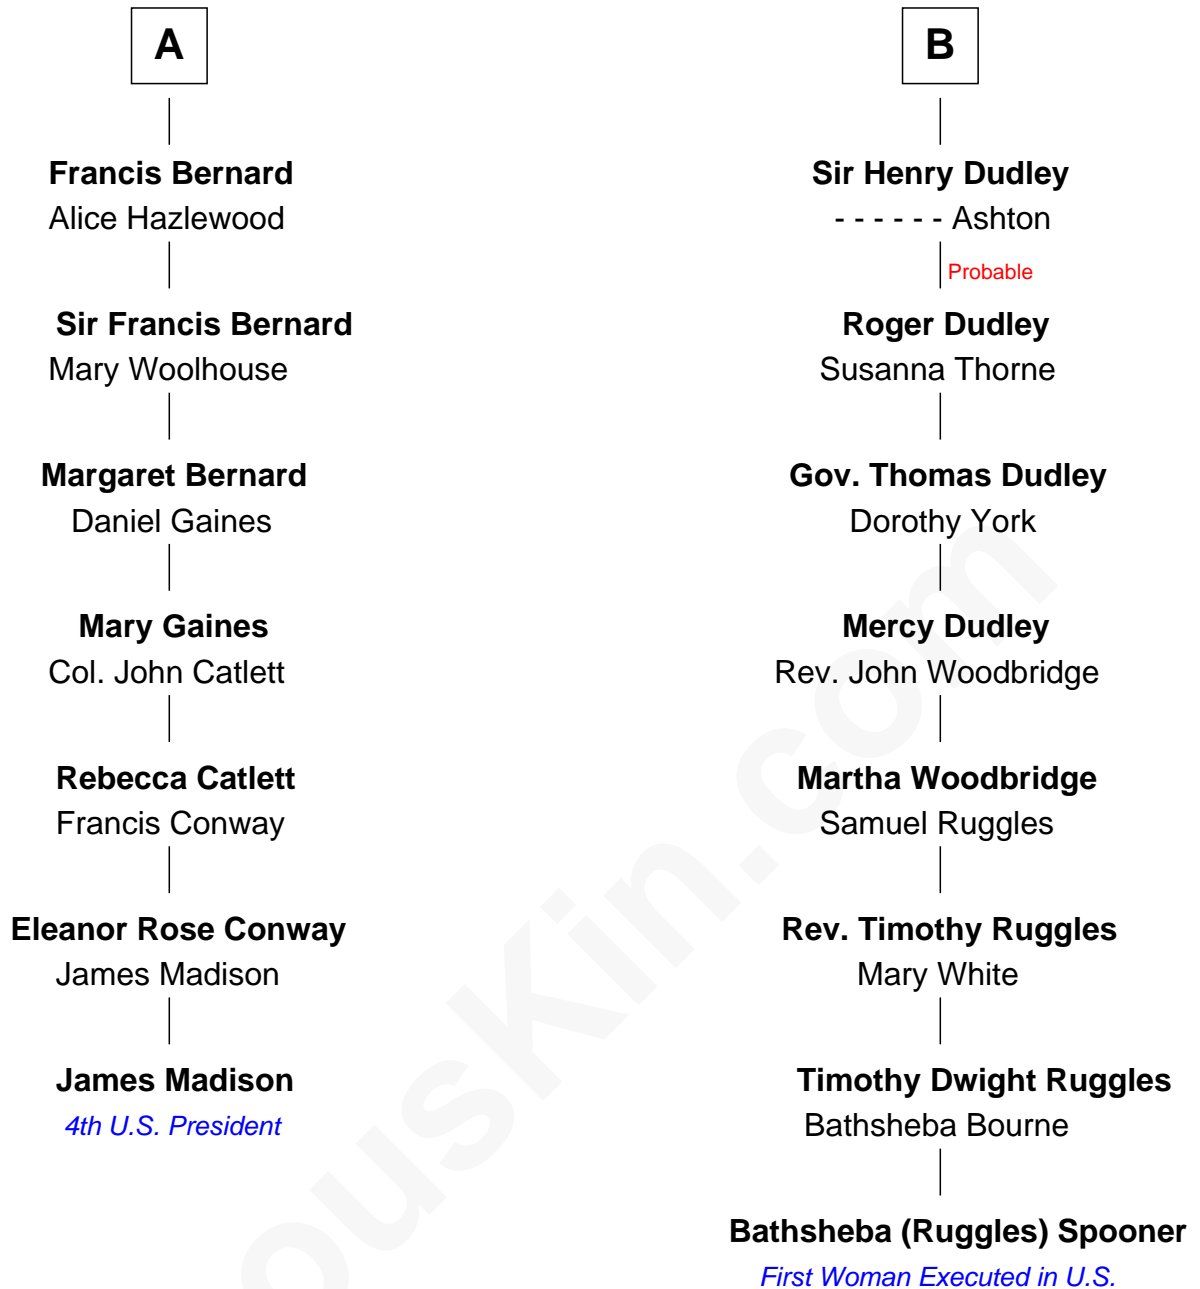 A
Francis Bernard
Alice Hazlewood
Sir Francis Bernard
Mary Woolhouse
Margaret Bernard
Daniel Gaines
Mary Gaines
Col. John Catlett
Rebecca Catlett
Francis Conway
Eleanor Rose Conway
James Madison
James Madison
4th U.S. President
B
Sir Henry Dudley
- - - - - - Ashton
Probable
Roger Dudley
Susanna Thorne
Gov. Thomas Dudley
Dorothy York
Mercy Dudley
Rev. John Woodbridge
Martha Woodbridge
Samuel Ruggles
Rev. Timothy Ruggles
Mary White
Timothy Dwight Ruggles
Bathsheba Bourne
Bathsheba (Ruggles) Spooner
First Woman Executed in U.S.
ousKin.com